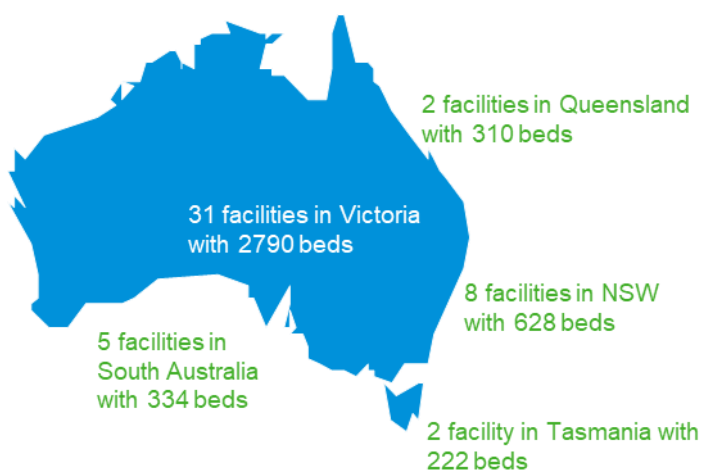 2 facilities in Queensland
with 310 beds
31 facilities in Victoria
with 2790 beds
8 facilities in NSW
with 628 beds
5 facilities in
South Australia
with 334 beds
2 facility in Tasmania with
222 beds